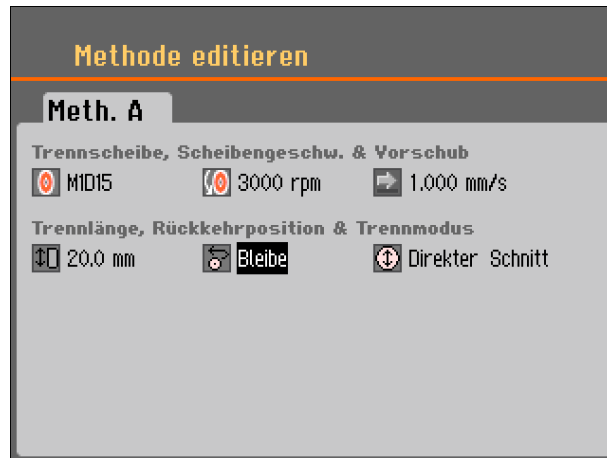 Methode editieren
Meth. A
Trennscheibe, Scheibengeschw. & Vorschub
M1D15 3000 rpm 1.000 mm/s
Trennlänge, Rückkehrposition & Trennmodus
20.0 mm Bleibe Direkter Schnitt